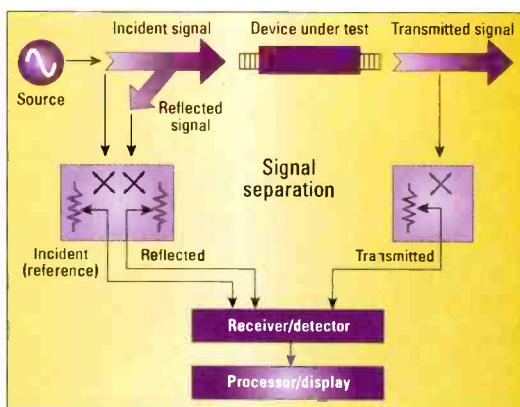 Incident signal
Device under test
Transmitted signal
Source
Reflected
signal
Signal
separation
Incident
(reference)
Reflected
Transmitted
Receiver/detector
Processor/display